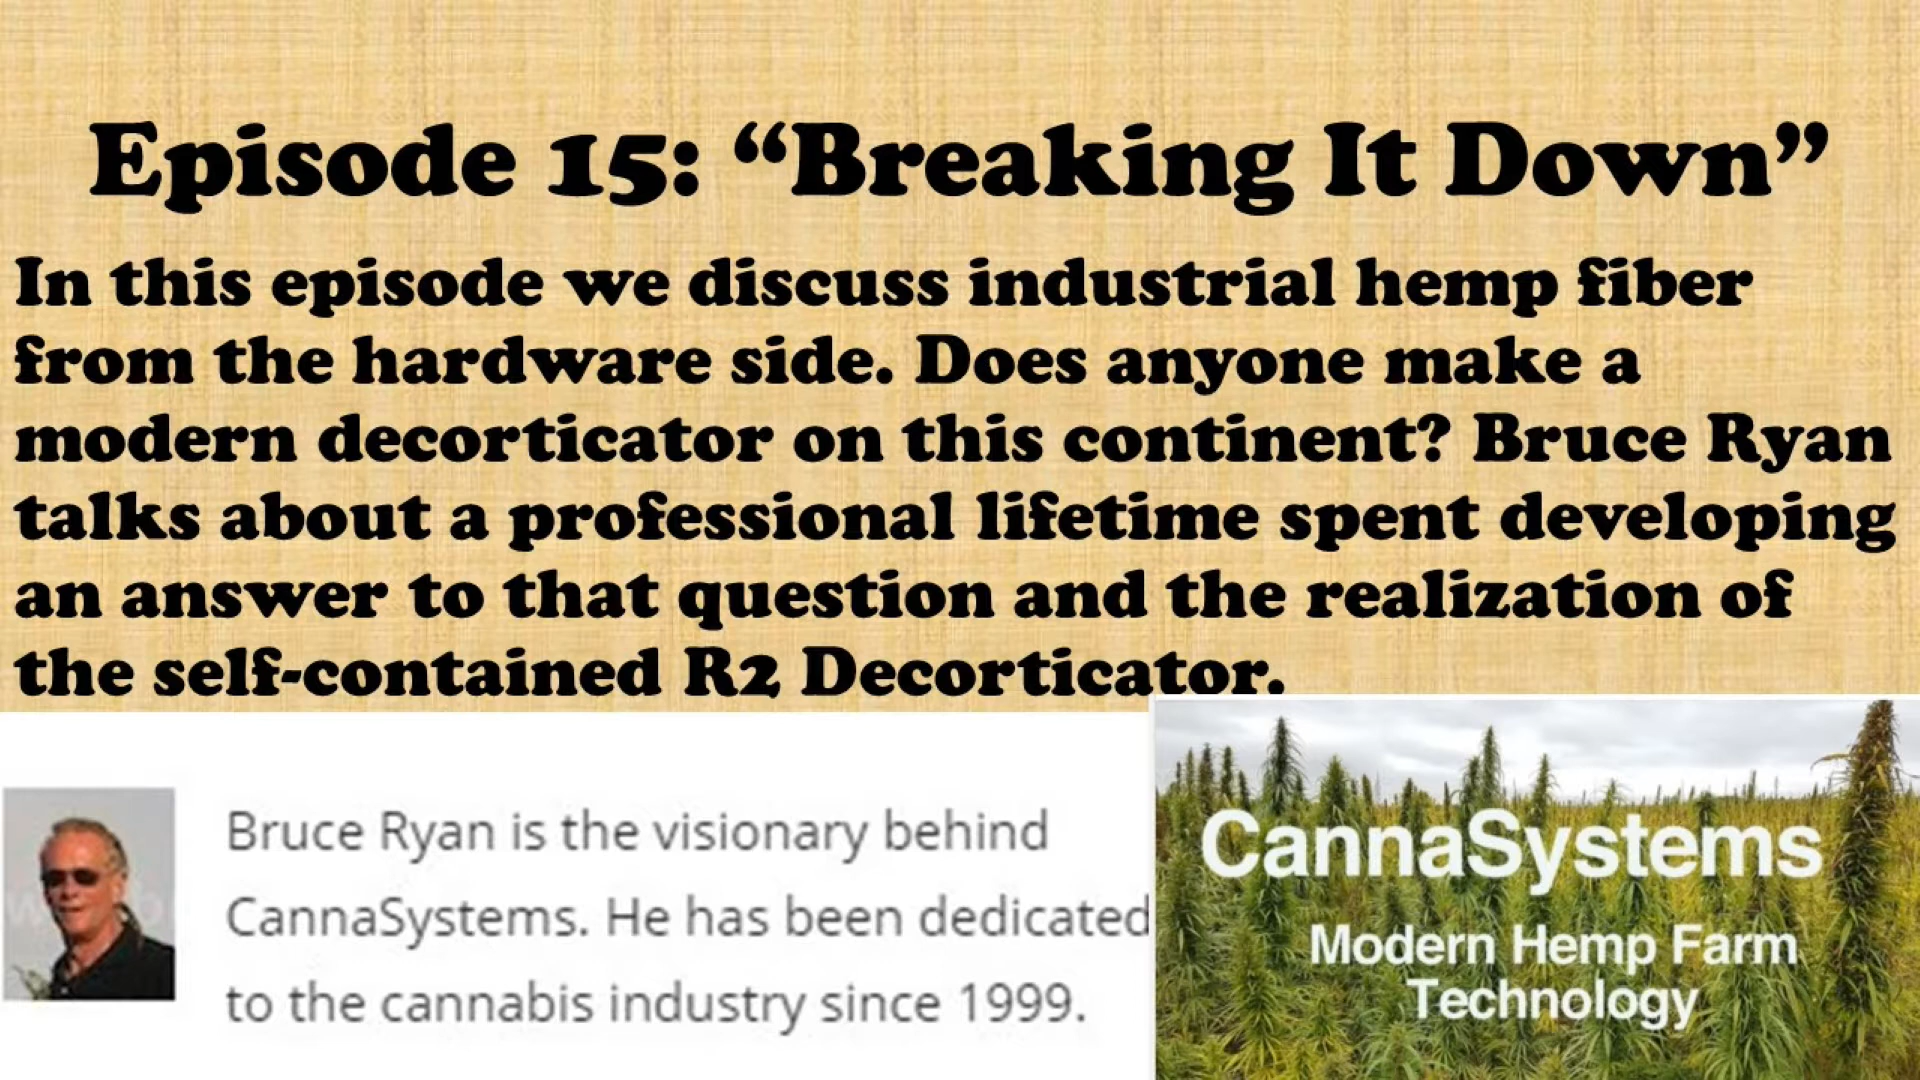 Episode 15: “Breaking It Down”
In this episode we discuss industrial hemp fiber
from the hardware side. Does anyone make a
modern decorticator on this continent? Bruce Ryan
talks about a professional lifetime spent developing
an answer to that question and the realization of
the self-contained R2 Decorticator.
Bruce Ryan is the visionary behind
CannaSystems. He has been dedicated
to the cannabis industry since 1999.
CannaSystems
Modern Hemp Farm
Technology